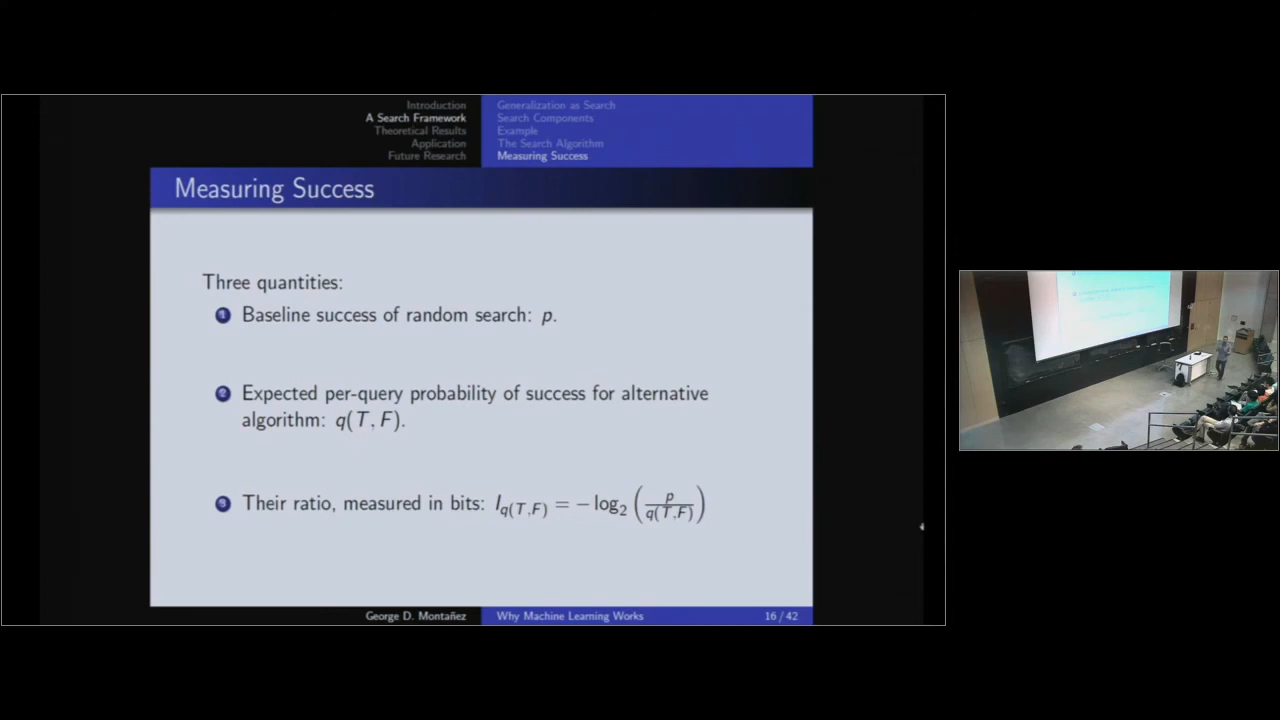 Introduction
A Search Framework
Theoretical Results
Application
Future Research
Generalization as Search
Search Components
Example
The Search Algorithm
Measuring Success
Measuring Success
Three quantities:
1 Baseline success of random search: p.
2 Expected per-query probability of success for alternative
algorithm: q(T, F).
3 Their ratio, measured in bits: I_{q(T,F)} = − log₂ (p / q(T,F))
George D. Montañez
Why Machine Learning Works
16 / 42